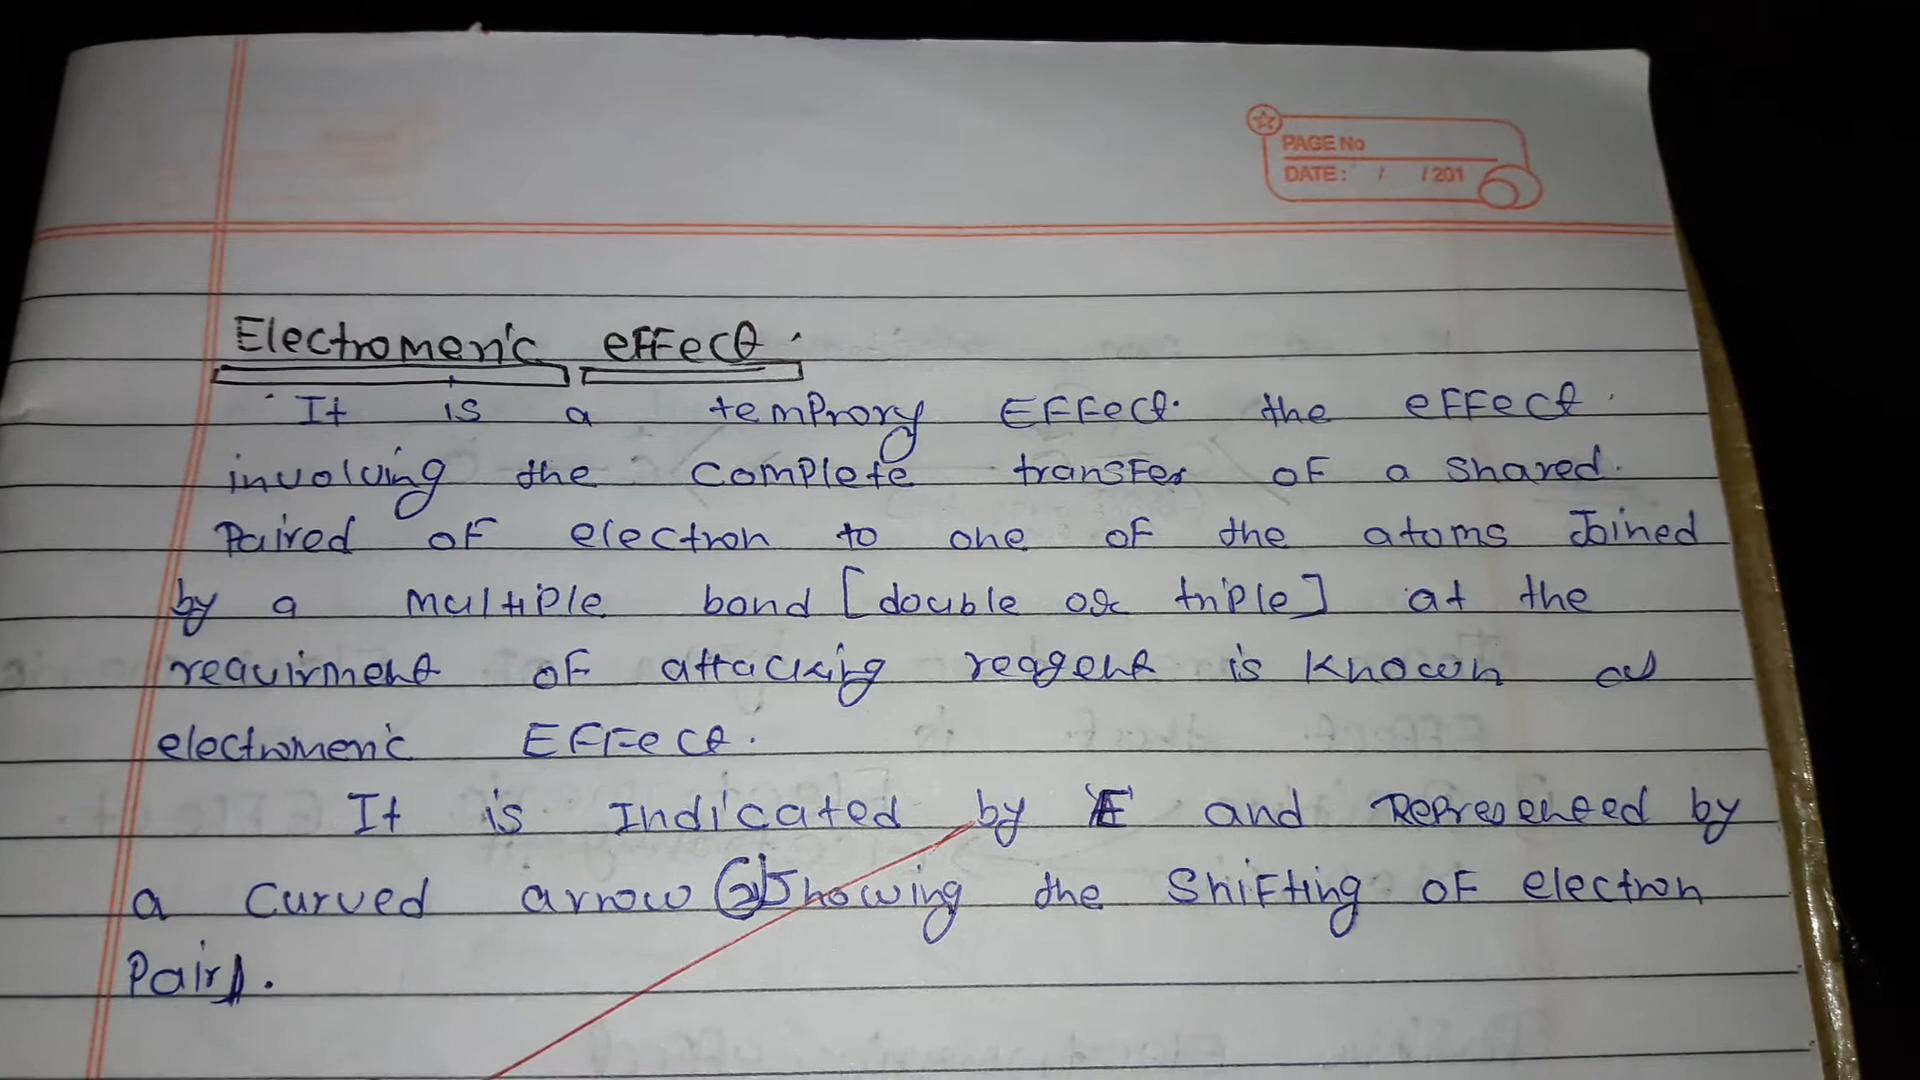 PAGE No
DATE: / /201
Electromeric effect.
It is a temprory Effect. the effect.
involving the complete transfer of a shared.
Paired of electron to one of the atoms Joined
by a multiple bond [double or triple] at the
requirment of attacking reagent is known as
electromeric Effect.
It is Indicated by E and Represented by
a curved arrow showing the Shifting of electron
Pairs.